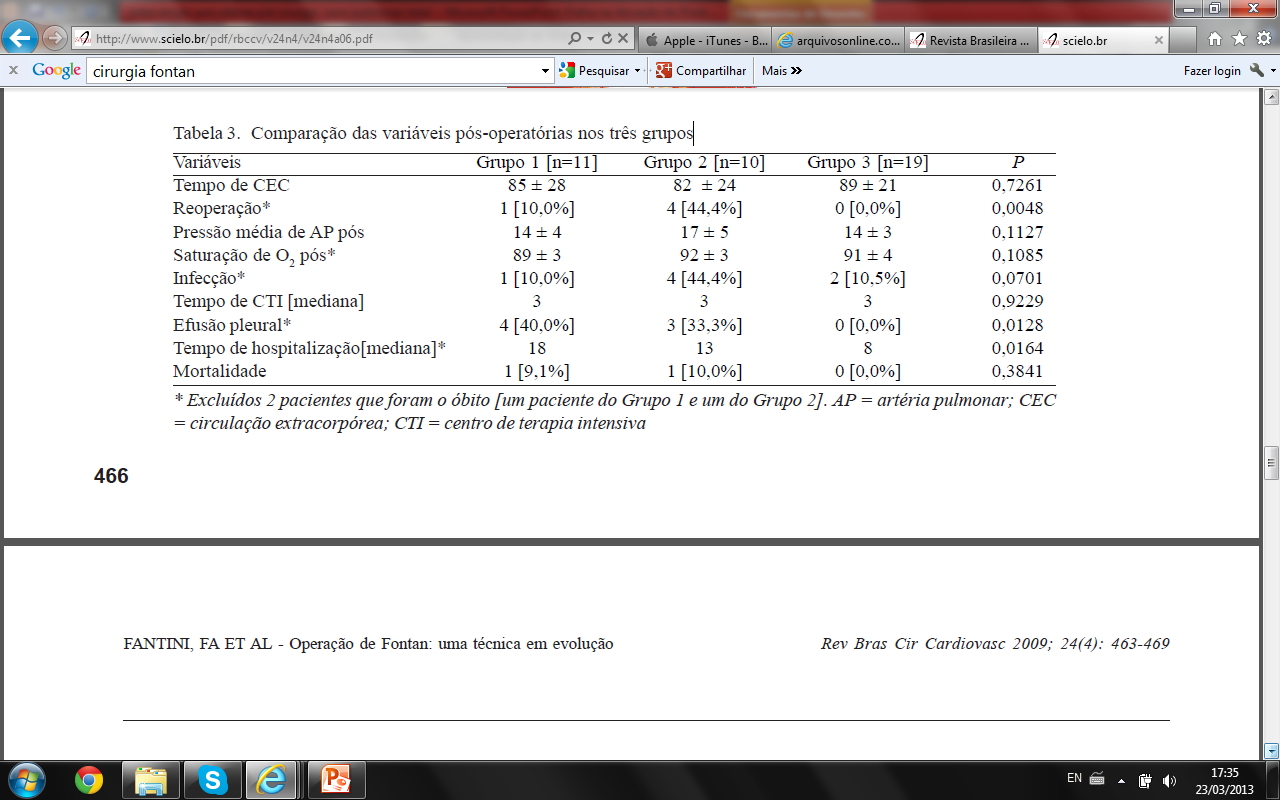 http://www.scielo.br/pdf/rbccv/v24n4/v24n4a06.pdf
Apple - iTunes - B...
arquivosonline.co...
Revista Brasileira ...
scielo.br
x Google cirurgia fontan
Pesquisar
Compartilhar
Mais
Fazer login
Tabela 3. Comparação das variáveis pós-operatórias nos três grupos
Variáveis Grupo 1 [n=11] Grupo 2 [n=10] Grupo 3 [n=19] P
Tempo de CEC 85 ± 28 82 ± 24 89 ± 21 0,7261
Reoperação* 1 [10,0%] 4 [44,4%] 0 [0,0%] 0,0048
Pressão média de AP pós 14 ± 4 17 ± 5 14 ± 3 0,1127
Saturação de O2 pós* 89 ± 3 92 ± 3 91 ± 4 0,1085
Infecção* 1 [10,0%] 4 [44,4%] 2 [10,5%] 0,0701
Tempo de CTI [mediana] 3 3 3 0,9229
Efusão pleural* 4 [40,0%] 3 [33,3%] 0 [0,0%] 0,0128
Tempo de hospitalização[mediana]* 18 13 8 0,0164
Mortalidade 1 [9,1%] 1 [10,0%] 0 [0,0%] 0,3841
* Excluídos 2 pacientes que foram o óbito [um paciente do Grupo 1 e um do Grupo 2]. AP = artéria pulmonar; CEC
= circulação extracorpórea; CTI = centro de terapia intensiva
466
FANTINI, FA ET AL - Operação de Fontan: uma técnica em evolução Rev Bras Cir Cardiovasc 2009; 24(4): 463-469
EN
17:35
23/03/2013